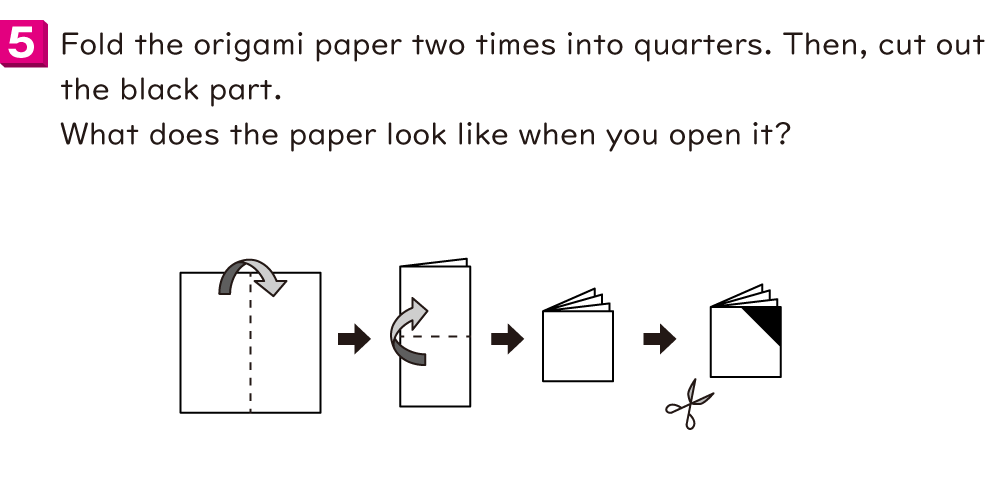 5 Fold the origami paper two times into quarters. Then, cut out
the black part.
What does the paper look like when you open it?